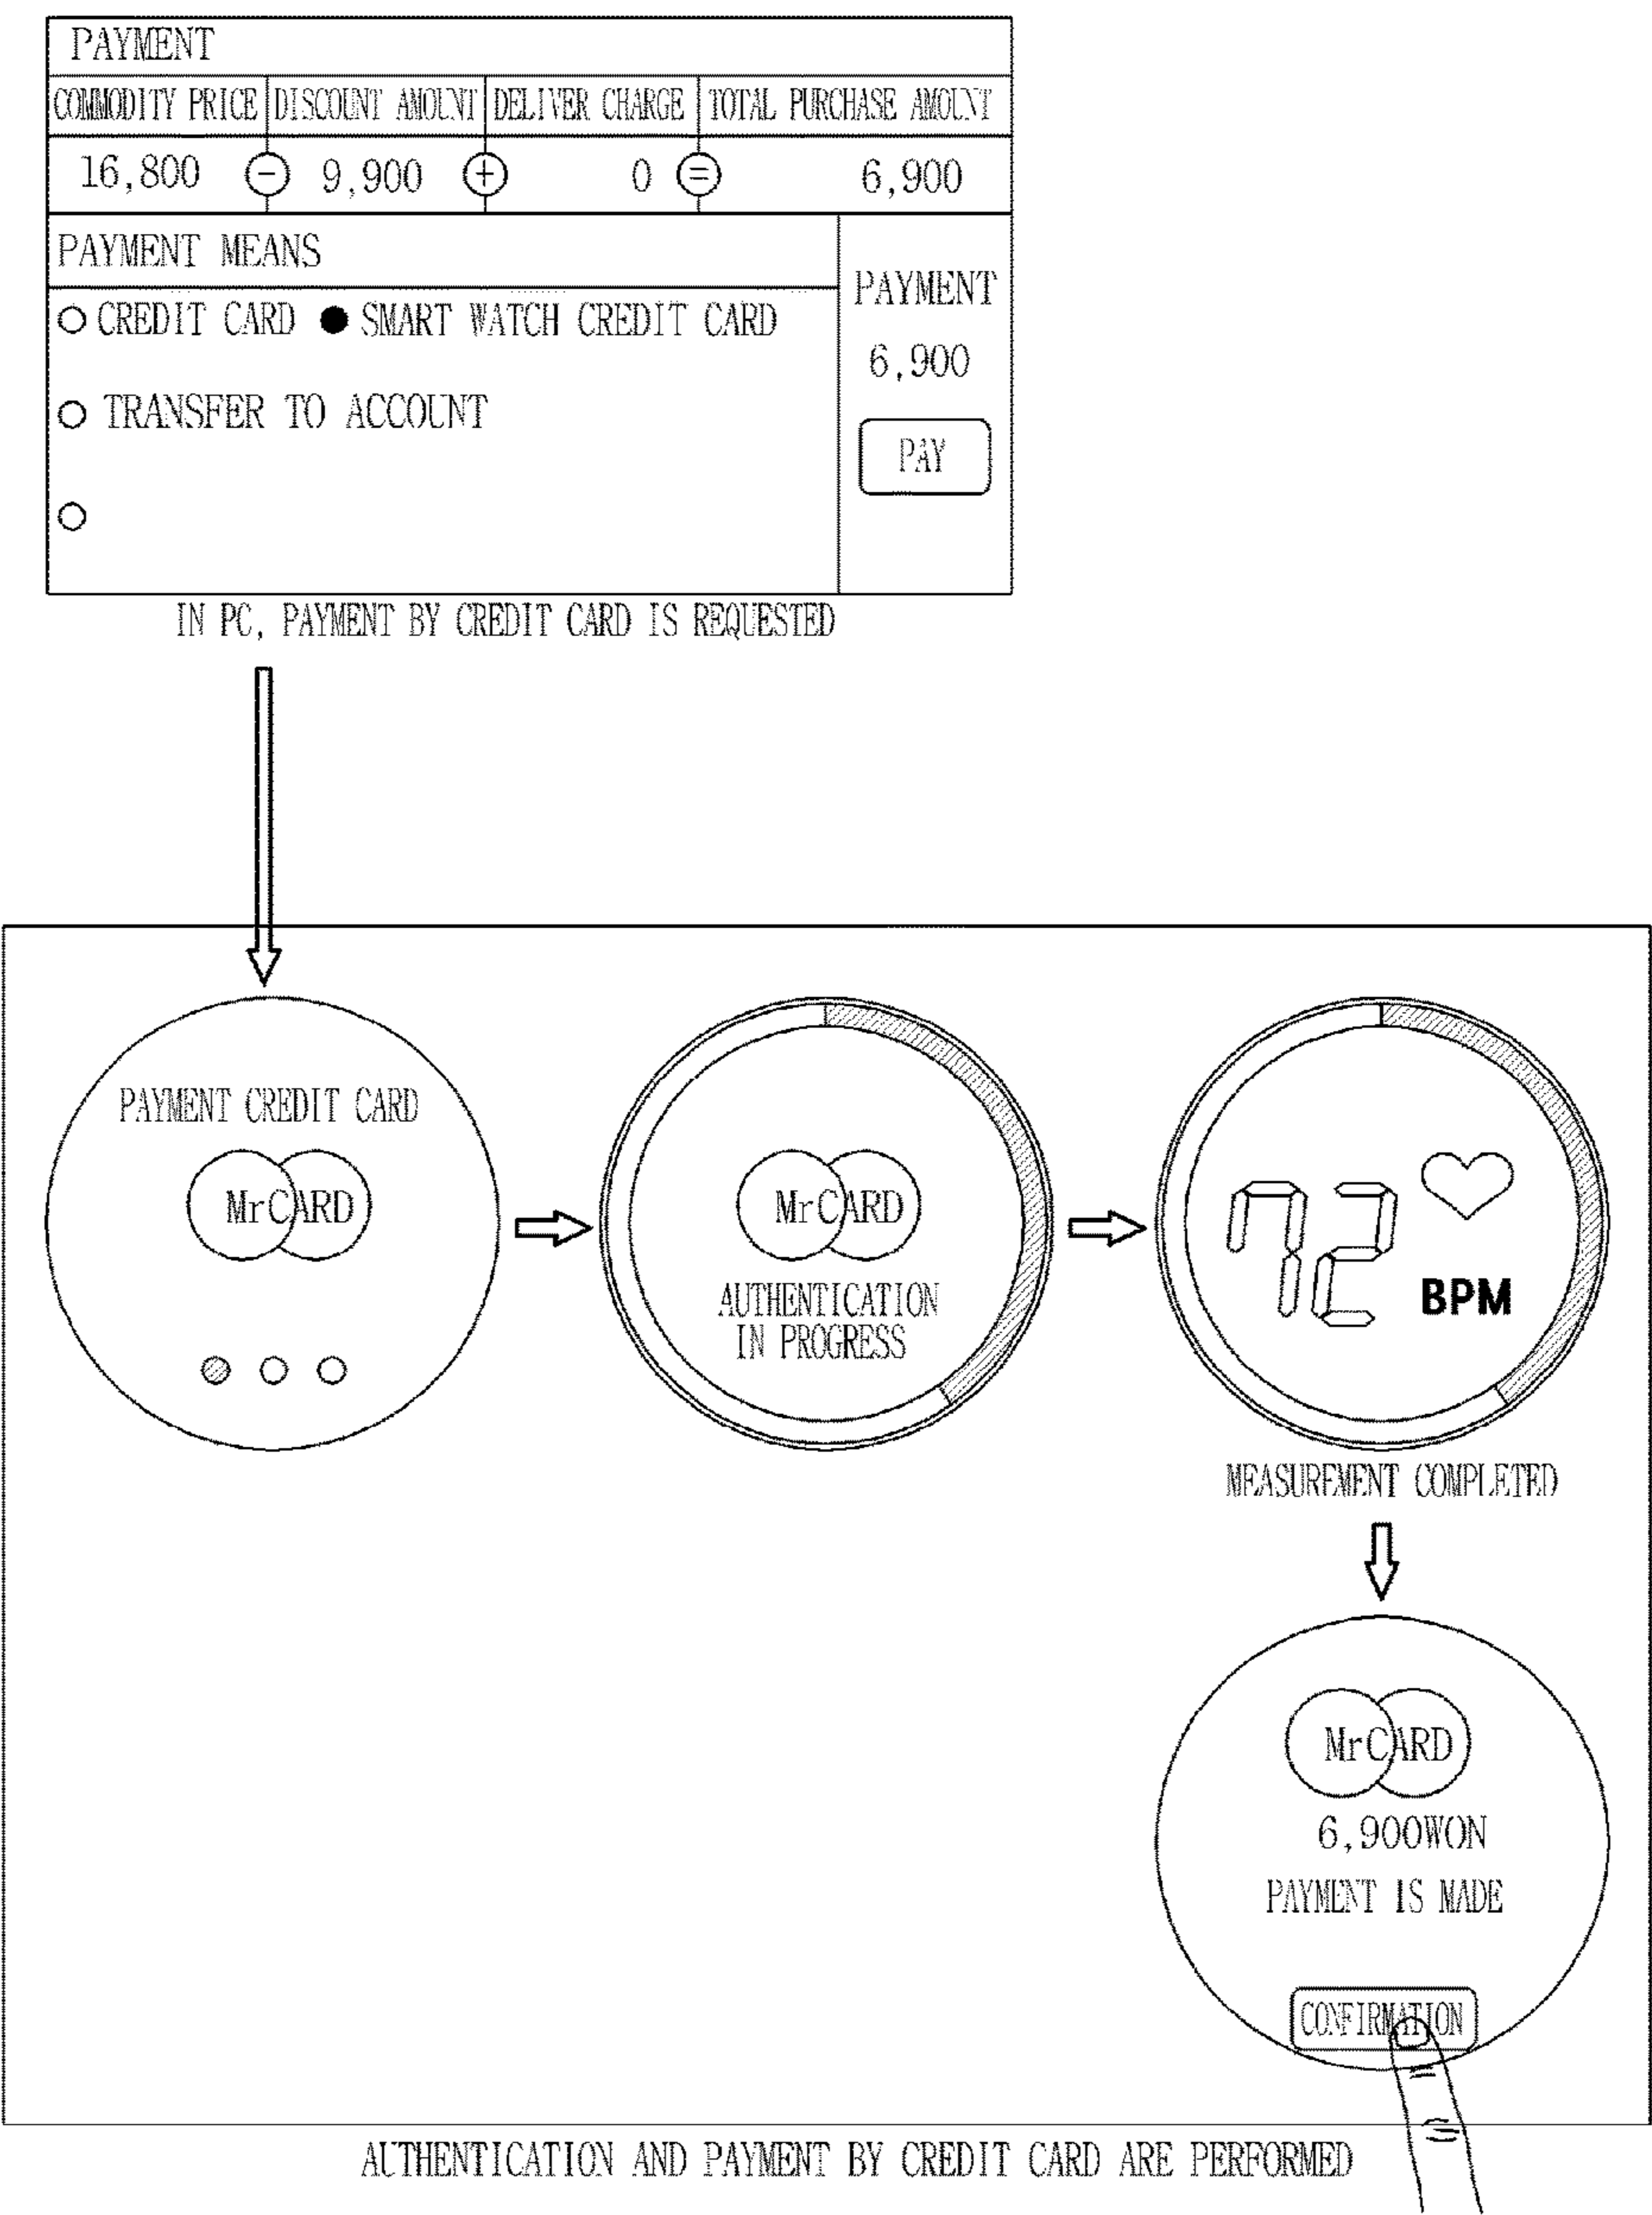 PAYMENT
COMMODITY PRICE DISCOUNT AMOUNT DELIVER CHARGE TOTAL PURCHASE AMOUNT
16,800 - 9,900 + 0 = 6,900
PAYMENT MEANS
CREDIT CARD SMART WATCH CREDIT CARD
TRANSFER TO ACCOUNT
PAYMENT
6,900
PAY
IN PC, PAYMENT BY CREDIT CARD IS REQUESTED
PAYMENT CREDIT CARD
MrCARD
MrCARD
AUTHENTICATION
IN PROGRESS
72
BPM
MEASUREMENT COMPLETED
MrCARD
6,900WON
PAYMENT IS MADE
CONFIRMATION
AUTHENTICATION AND PAYMENT BY CREDIT CARD ARE PERFORMED